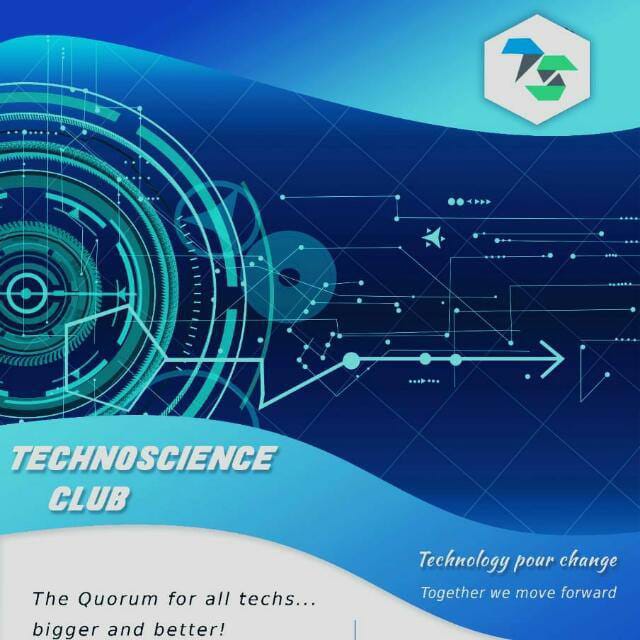 TECHNOSCIENCE
CLUB
Technology pour change
Together we move forward
The Quorum for all techs...
bigger and better!